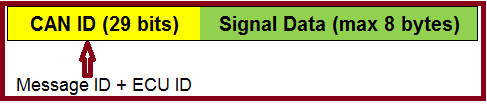 CAN ID (29 bits) Signal Data (max 8 bytes)
Message ID + ECU ID